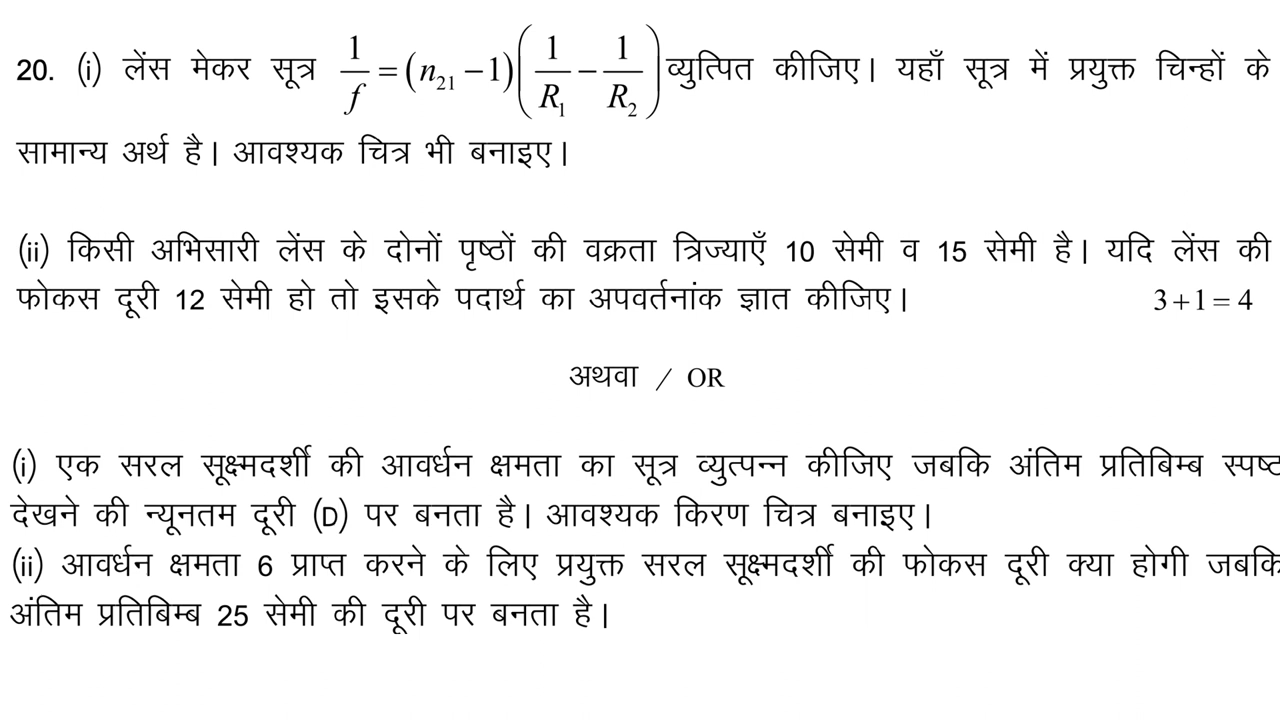 20. (i) लेंस मेकर सूत्र 1/f = (n₂₁ − 1)(1/R₁ − 1/R₂) व्युत्पित कीजिए। यहाँ सूत्र में प्रयुक्त चिन्हों के
सामान्य अर्थ है। आवश्यक चित्र भी बनाइए।
(ii) किसी अभिसारी लेंस के दोनों पृष्ठों की वक्रता त्रिज्याएँ 10 सेमी व 15 सेमी है। यदि लेंस की
फोकस दूरी 12 सेमी हो तो इसके पदार्थ का अपवर्तनांक ज्ञात कीजिए। 3+1=4
अथवा / OR
(i) एक सरल सूक्ष्मदर्शी की आवर्धन क्षमता का सूत्र व्युत्पन्न कीजिए जबकि अंतिम प्रतिबिम्ब स्पष्ट
देखने की न्यूनतम दूरी (D) पर बनता है। आवश्यक किरण चित्र बनाइए।
(ii) आवर्धन क्षमता 6 प्राप्त करने के लिए प्रयुक्त सरल सूक्ष्मदर्शी की फोकस दूरी क्या होगी जबकि
अंतिम प्रतिबिम्ब 25 सेमी की दूरी पर बनता है।